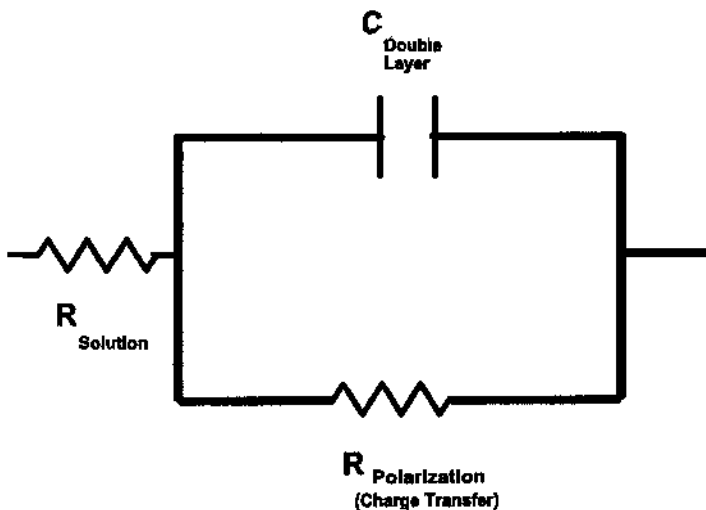 C Double
Layer
R Solution
R Polarization
(Charge Transfer)